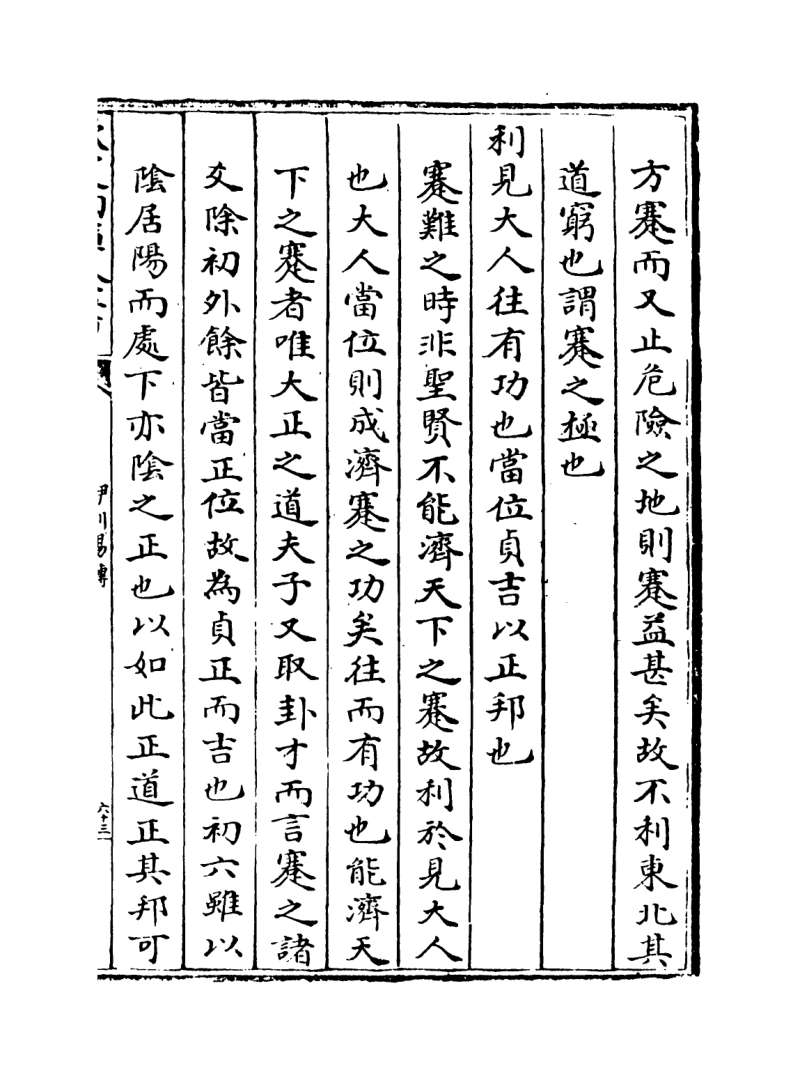 方蹇而又止危險之地則蹇益甚矣故不利東北其
道窮也謂蹇之極也
利見大人往有功也當位貞吉以正邦也
蹇難之時非聖賢不能濟天下之蹇故利於見大人
也大人當位則成濟蹇之功矣往而有功也能濟天
下之蹇者唯大正之道夫子又取卦才而言蹇之諸
爻除初外餘皆當正位故為貞正而吉也初六雖以
陰居陽而處下亦陰之正也以如此正道正其邦可
伊川易傳
六十三